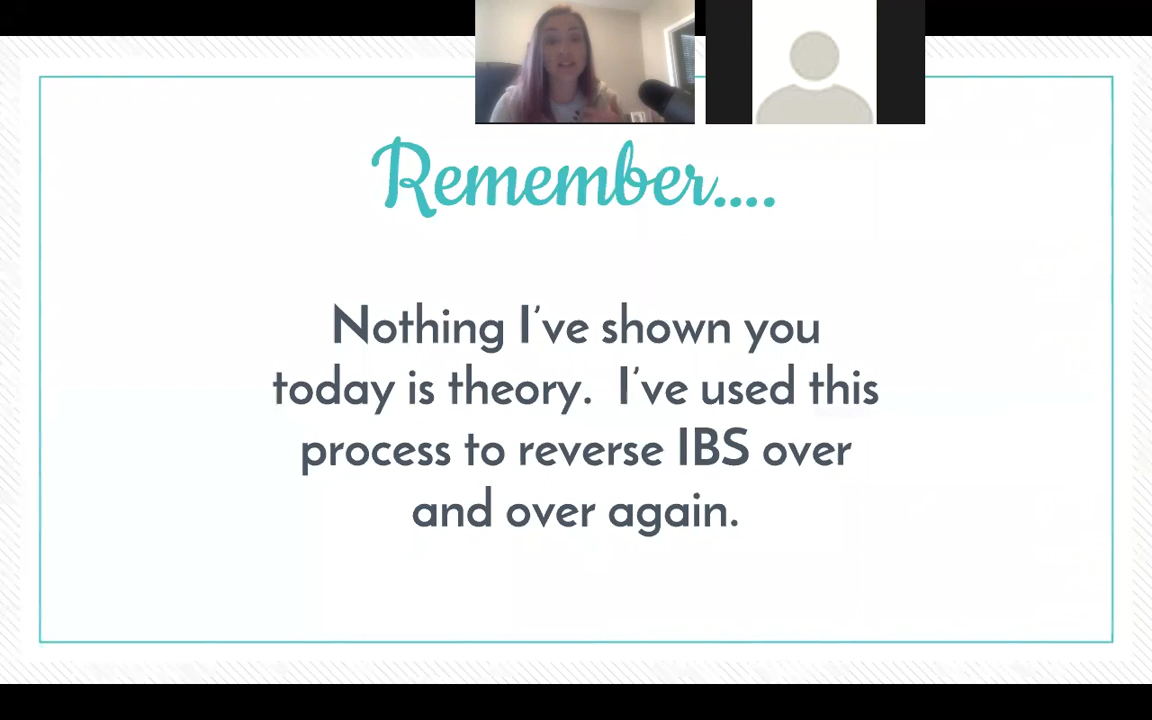 Remember....
Nothing I’ve shown you
today is theory.  I’ve used this
process to reverse IBS over
and over again.